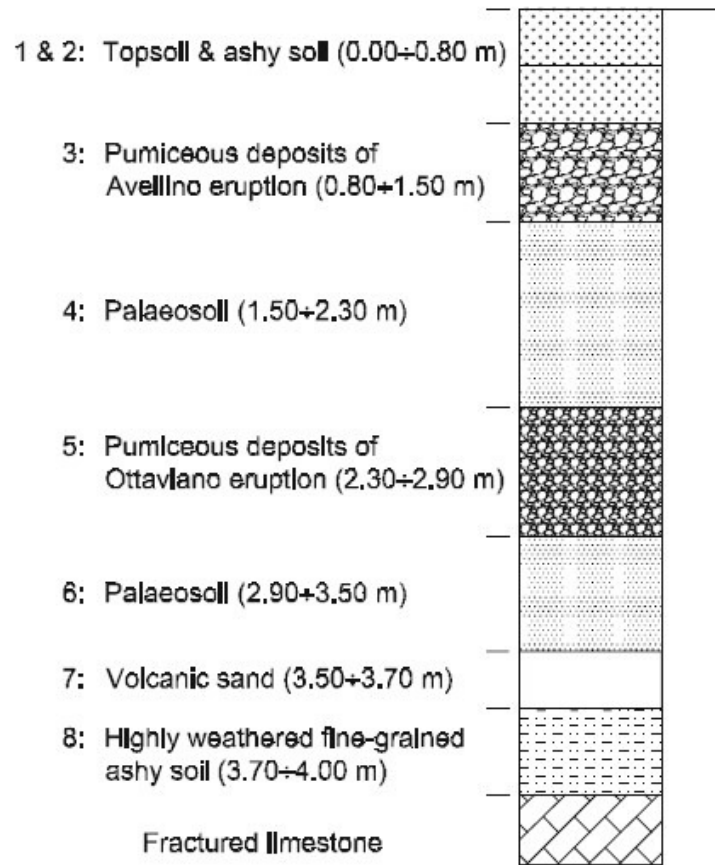 1 & 2: Topsoil & ashy soil (0.00÷0.80 m)
3: Pumiceous deposits of
Avellino eruption (0.80÷1.50 m)
4: Palaeosoil (1.50÷2.30 m)
5: Pumiceous deposits of
Ottaviano eruption (2.30÷2.90 m)
6: Palaeosoil (2.90÷3.50 m)
7: Volcanic sand (3.50÷3.70 m)
8: Highly weathered fine-grained
ashy soil (3.70÷4.00 m)
Fractured limestone